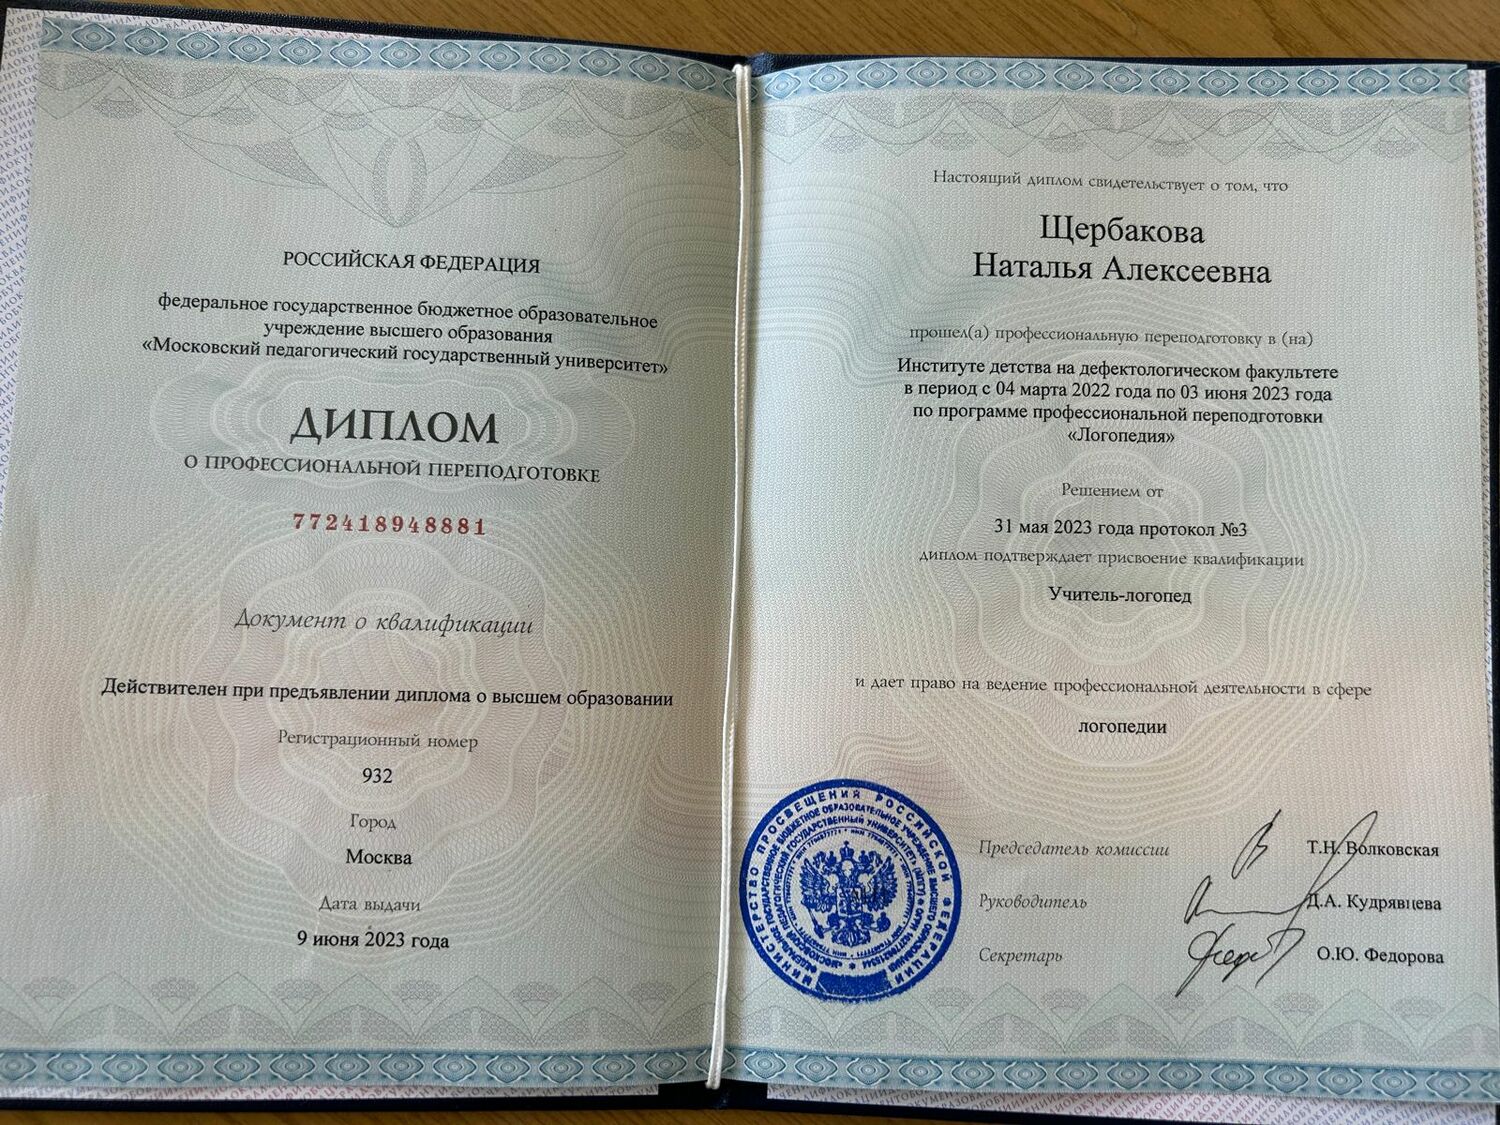 РОССИЙСКАЯ ФЕДЕРАЦИЯ
федеральное государственное бюджетное образовательное
учреждение высшего образования
«Московский педагогический государственный университет»
ДИПЛОМ
О ПРОФЕССИОНАЛЬНОЙ ПЕРЕПОДГОТОВКЕ
772418948881
Документ о квалификации
Действителен при предъявлении диплома о высшем образовании
Регистрационный номер
932
Город
Москва
Дата выдачи
9 июня 2023 года
Настоящий диплом свидетельствует о том, что
Щербакова
Наталья Алексеевна
прошел(а) профессиональную переподготовку в (на)
Институте детства на дефектологическом факультете
в период с 04 марта 2022 года по 03 июня 2023 года
по программе профессиональной переподготовки
«Логопедия»
Решением от
31 мая 2023 года протокол №3
диплом подтверждает присвоение квалификации
Учитель-логопед
и дает право на ведение профессиональной деятельности в сфере
логопедии
МИНИСТЕРСТВО ПРОСВЕЩЕНИЯ РОССИЙСКОЙ ФЕДЕРАЦИИ
Председатель комиссии Т.Н. Волковская
Руководитель Д.А. Кудрявцева
Секретарь О.Ю. Федорова